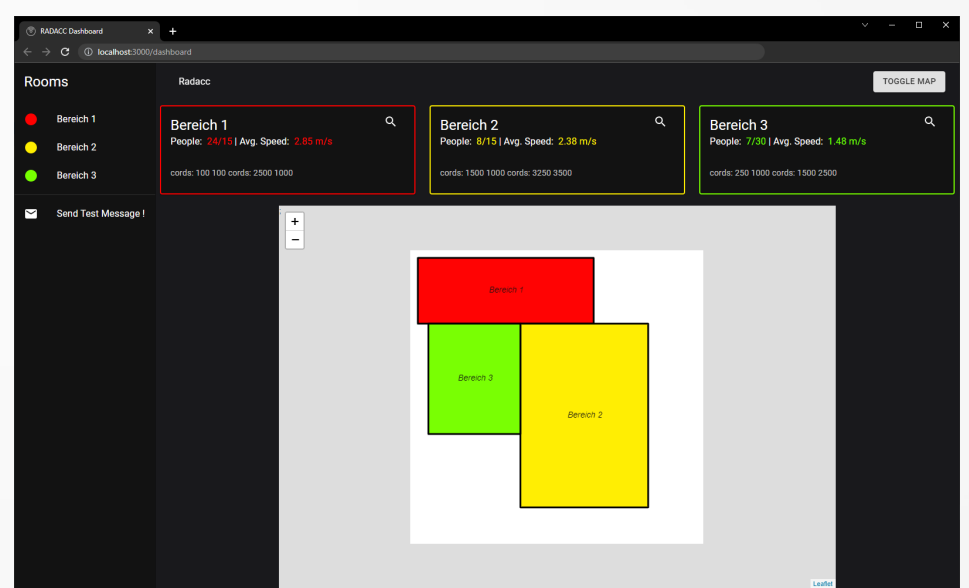 RADACC Dashboard
localhost:3000/dashboard
Rooms
Radacc
TOGGLE MAP
Bereich 1
Bereich 2
Bereich 3
Send Test Message !
Bereich 1
People: 24/15 | Avg. Speed: 2.85 m/s
cords: 100 100 cords: 2500 1000
Bereich 2
People: 8/15 | Avg. Speed: 2.38 m/s
cords: 1500 1000 cords: 3250 3500
Bereich 3
People: 7/30 | Avg. Speed: 1.48 m/s
cords: 250 1000 cords: 1500 2500
+
−
Bereich 1
Bereich 3
Bereich 2
Leaflet